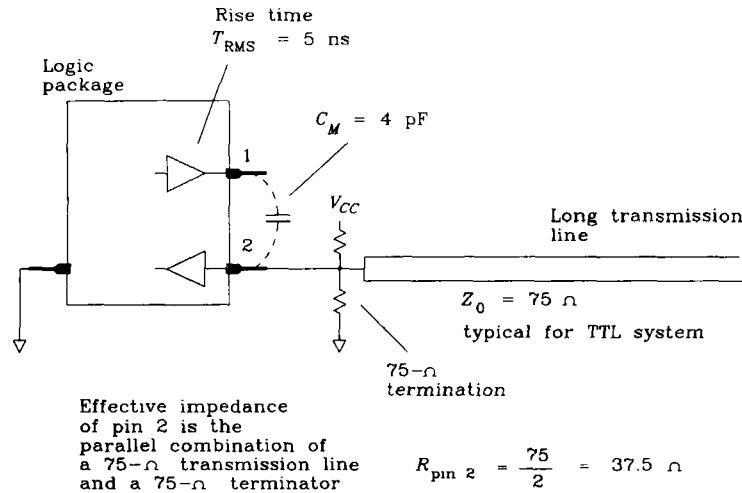 Rise time
T_RMS = 5 ns
Logic
package
C_M = 4 pF
1
V_CC
Long transmission
line
2
Z_0 = 75 Ω
typical for TTL system
75-Ω
termination
Effective impedance
of pin 2 is the
parallel combination of
a 75-Ω transmission line
and a 75-Ω terminator
R_pin 2 = 75/2 = 37.5 Ω